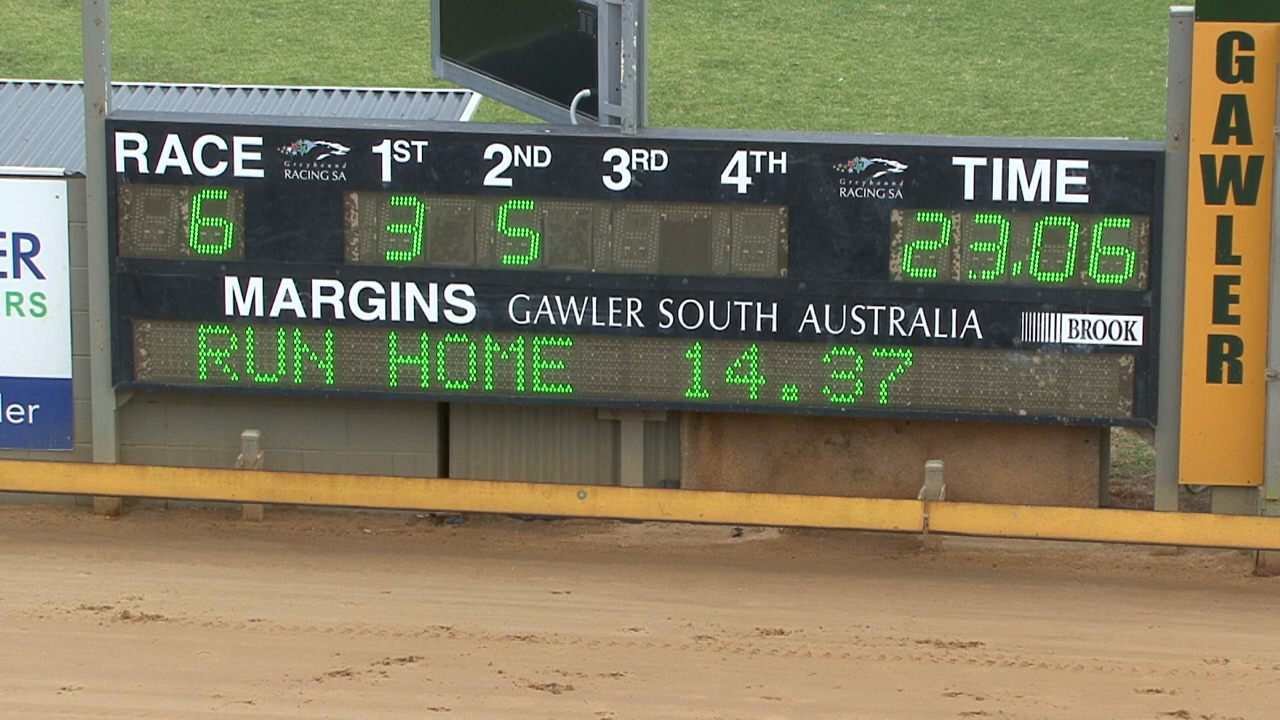 RACE Greyhound RACING SA 1ST 2ND 3RD 4TH Greyhound RACING SA TIME
6 3 5 23.06
MARGINS GAWLER SOUTH AUSTRALIA BROOK
RUN HOME 14.37
GAWLER
ER
RS
ler